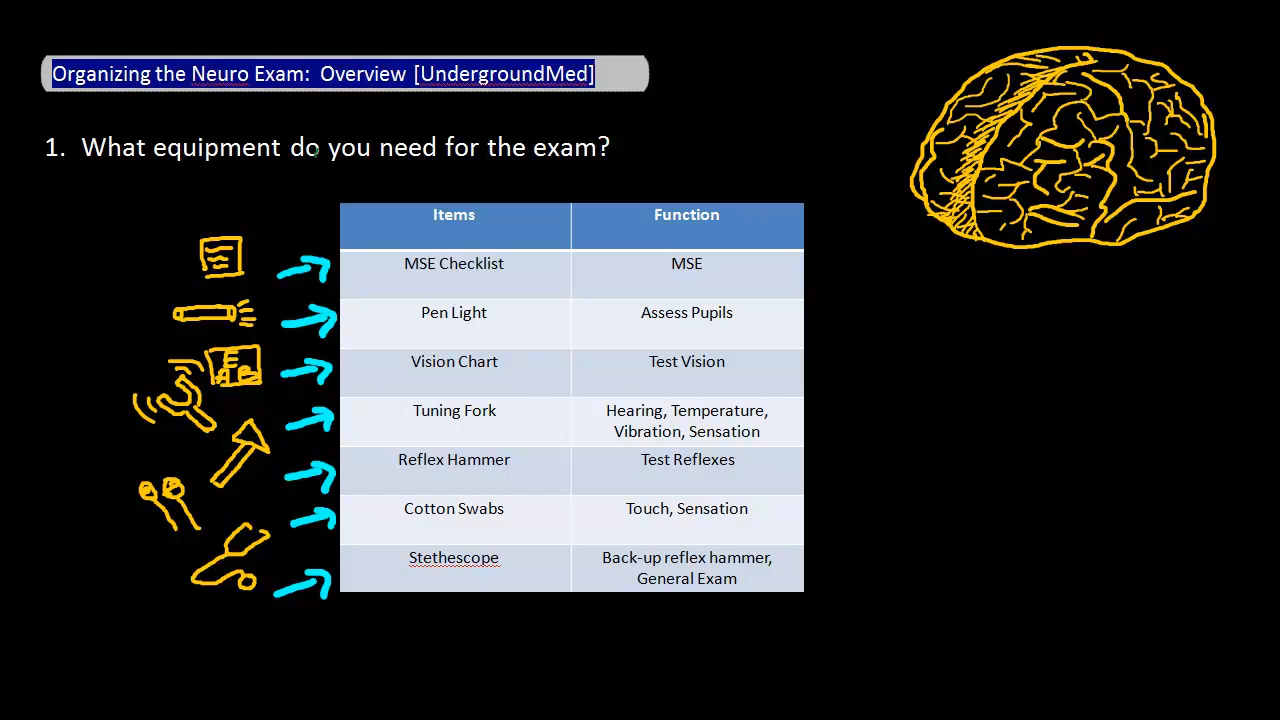 Organizing the Neuro Exam: Overview [UndergroundMed]
1. What equipment do you need for the exam?
Items Function
MSE Checklist MSE
Pen Light Assess Pupils
Vision Chart Test Vision
Tuning Fork Hearing, Temperature,
Vibration, Sensation
Reflex Hammer Test Reflexes
Cotton Swabs Touch, Sensation
Stethescope Back-up reflex hammer,
General Exam